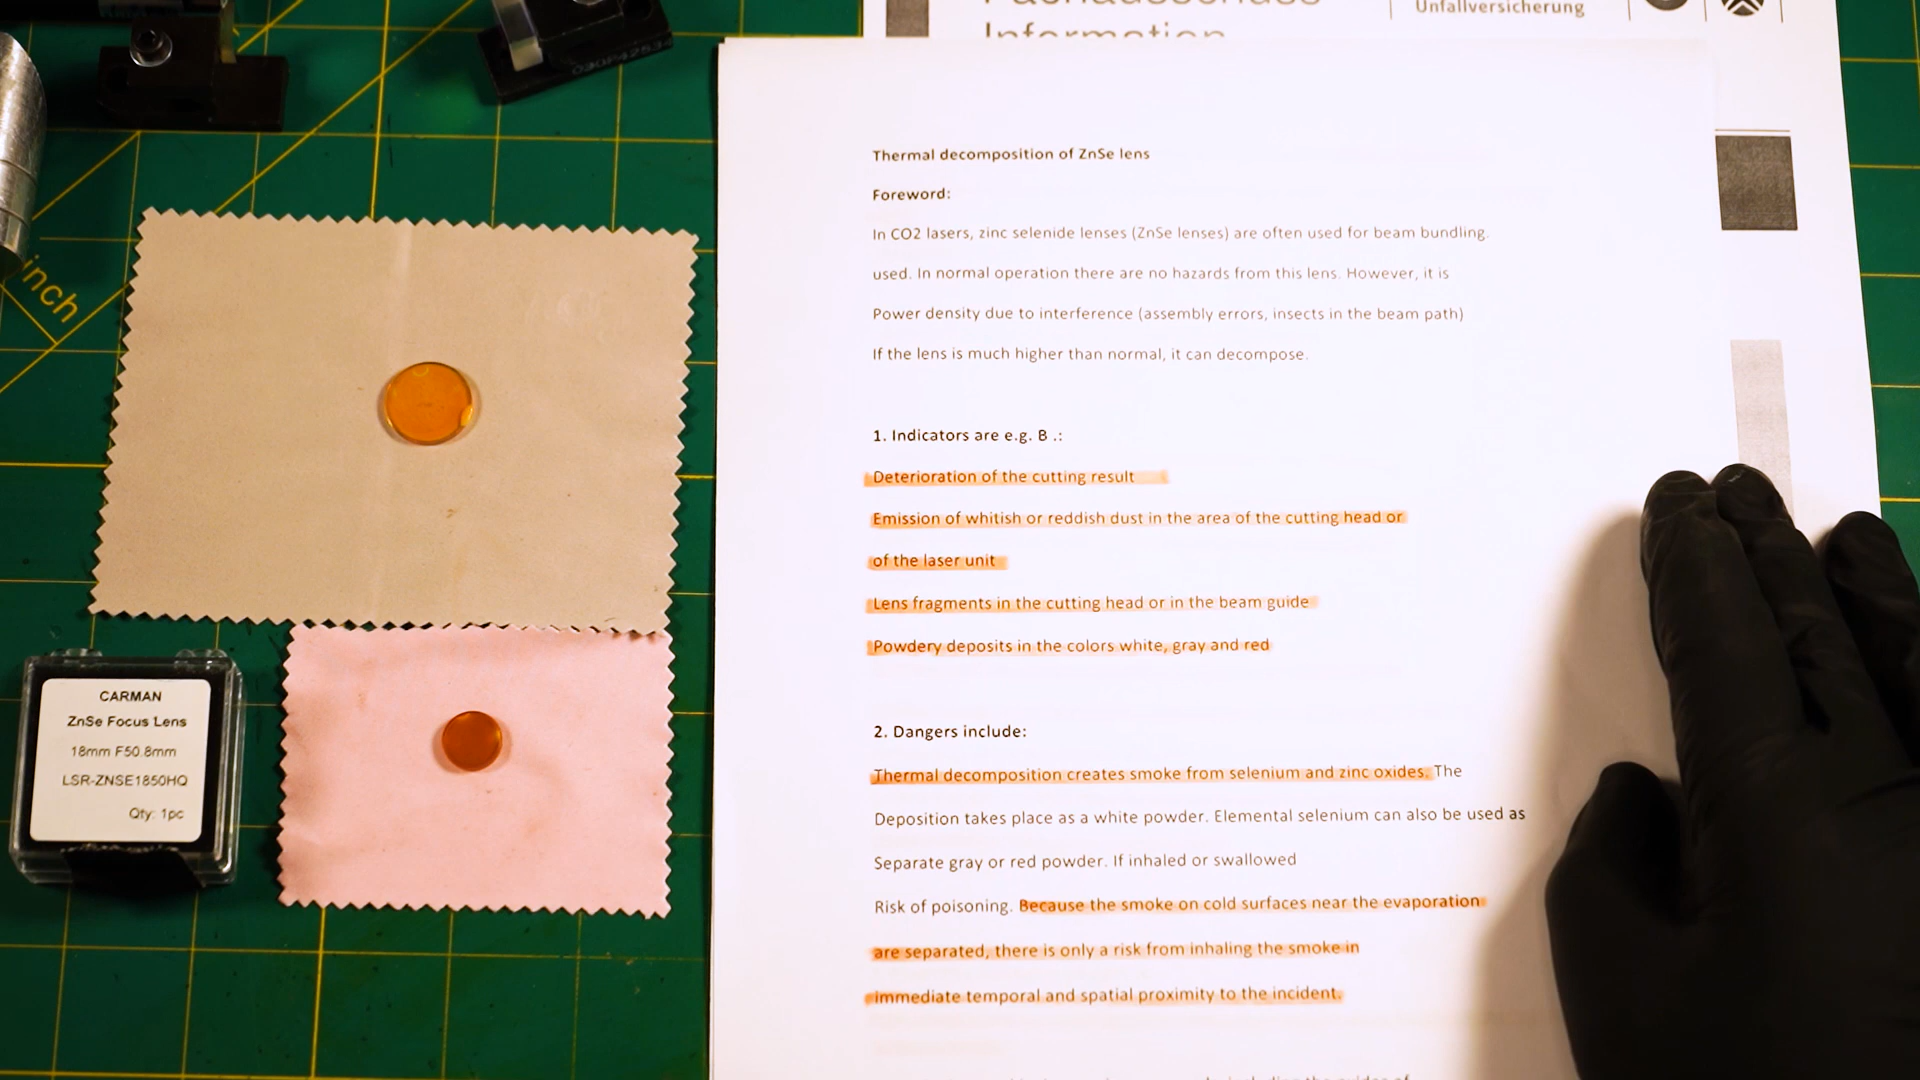 Fachausschuss
Information
Unfallversicherung
030P42534
inch
CARMAN
ZnSe Focus Lens
18mm F50.8mm
LSR-ZNSE1850HQ
Qty: 1pc
Thermal decomposition of ZnSe lens
Foreword:
In CO2 lasers, zinc selenide lenses (ZnSe lenses) are often used for beam bundling.
used. In normal operation there are no hazards from this lens. However, it is
Power density due to interference (assembly errors, insects in the beam path)
If the lens is much higher than normal, it can decompose.
1. Indicators are e.g. B .:
Deterioration of the cutting result
Emission of whitish or reddish dust in the area of the cutting head or
of the laser unit
Lens fragments in the cutting head or in the beam guide
Powdery deposits in the colors white, gray and red
2. Dangers include:
Thermal decomposition creates smoke from selenium and zinc oxides. The
Deposition takes place as a white powder. Elemental selenium can also be used as
Separate gray or red powder. If inhaled or swallowed
Risk of poisoning. Because the smoke on cold surfaces near the evaporation
are separated, there is only a risk from inhaling the smoke in
immediate temporal and spatial proximity to the incident.